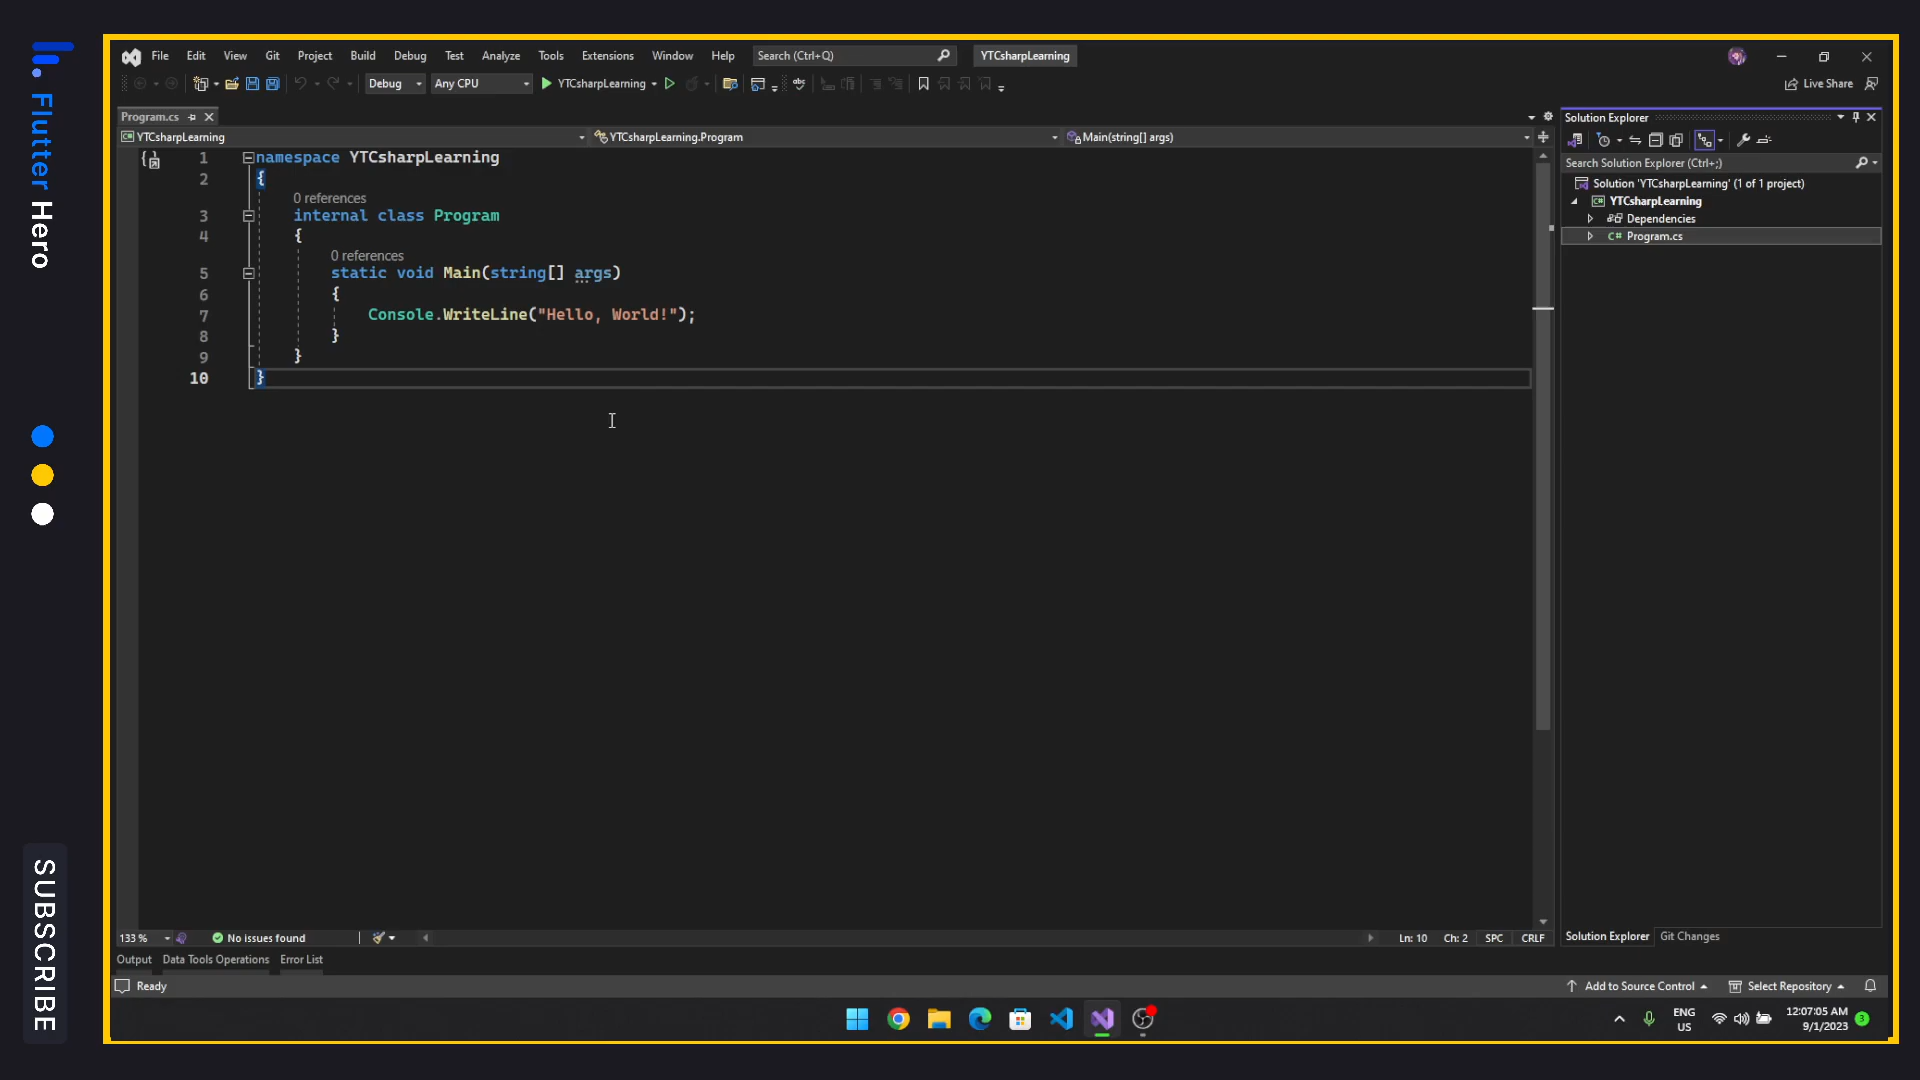 Flutter Hero
SUBSCRIBE
File Edit View Git Project Build Debug Test Analyze Tools Extensions Window Help Search (Ctrl+Q) YTCsharpLearning
Debug Any CPU YTCsharpLearning Live Share
Program.cs
YTCsharpLearning YTCsharpLearning.Program Main(string[] args)
1 namespace YTCsharpLearning
2 {
0 references
3 internal class Program
4 {
0 references
5 static void Main(string[] args)
6 {
7 Console.WriteLine("Hello, World!");
8 }
9 }
10 }
Solution Explorer
Search Solution Explorer (Ctrl+;)
Solution 'YTCsharpLearning' (1 of 1 project)
C# YTCsharpLearning
Dependencies
C# Program.cs
133 % No issues found Ln: 10 Ch: 2 SPC CRLF
Solution Explorer Git Changes
Output Data Tools Operations Error List
Ready Add to Source Control Select Repository
ENG
US
12:07:05 AM
9/1/2023
3